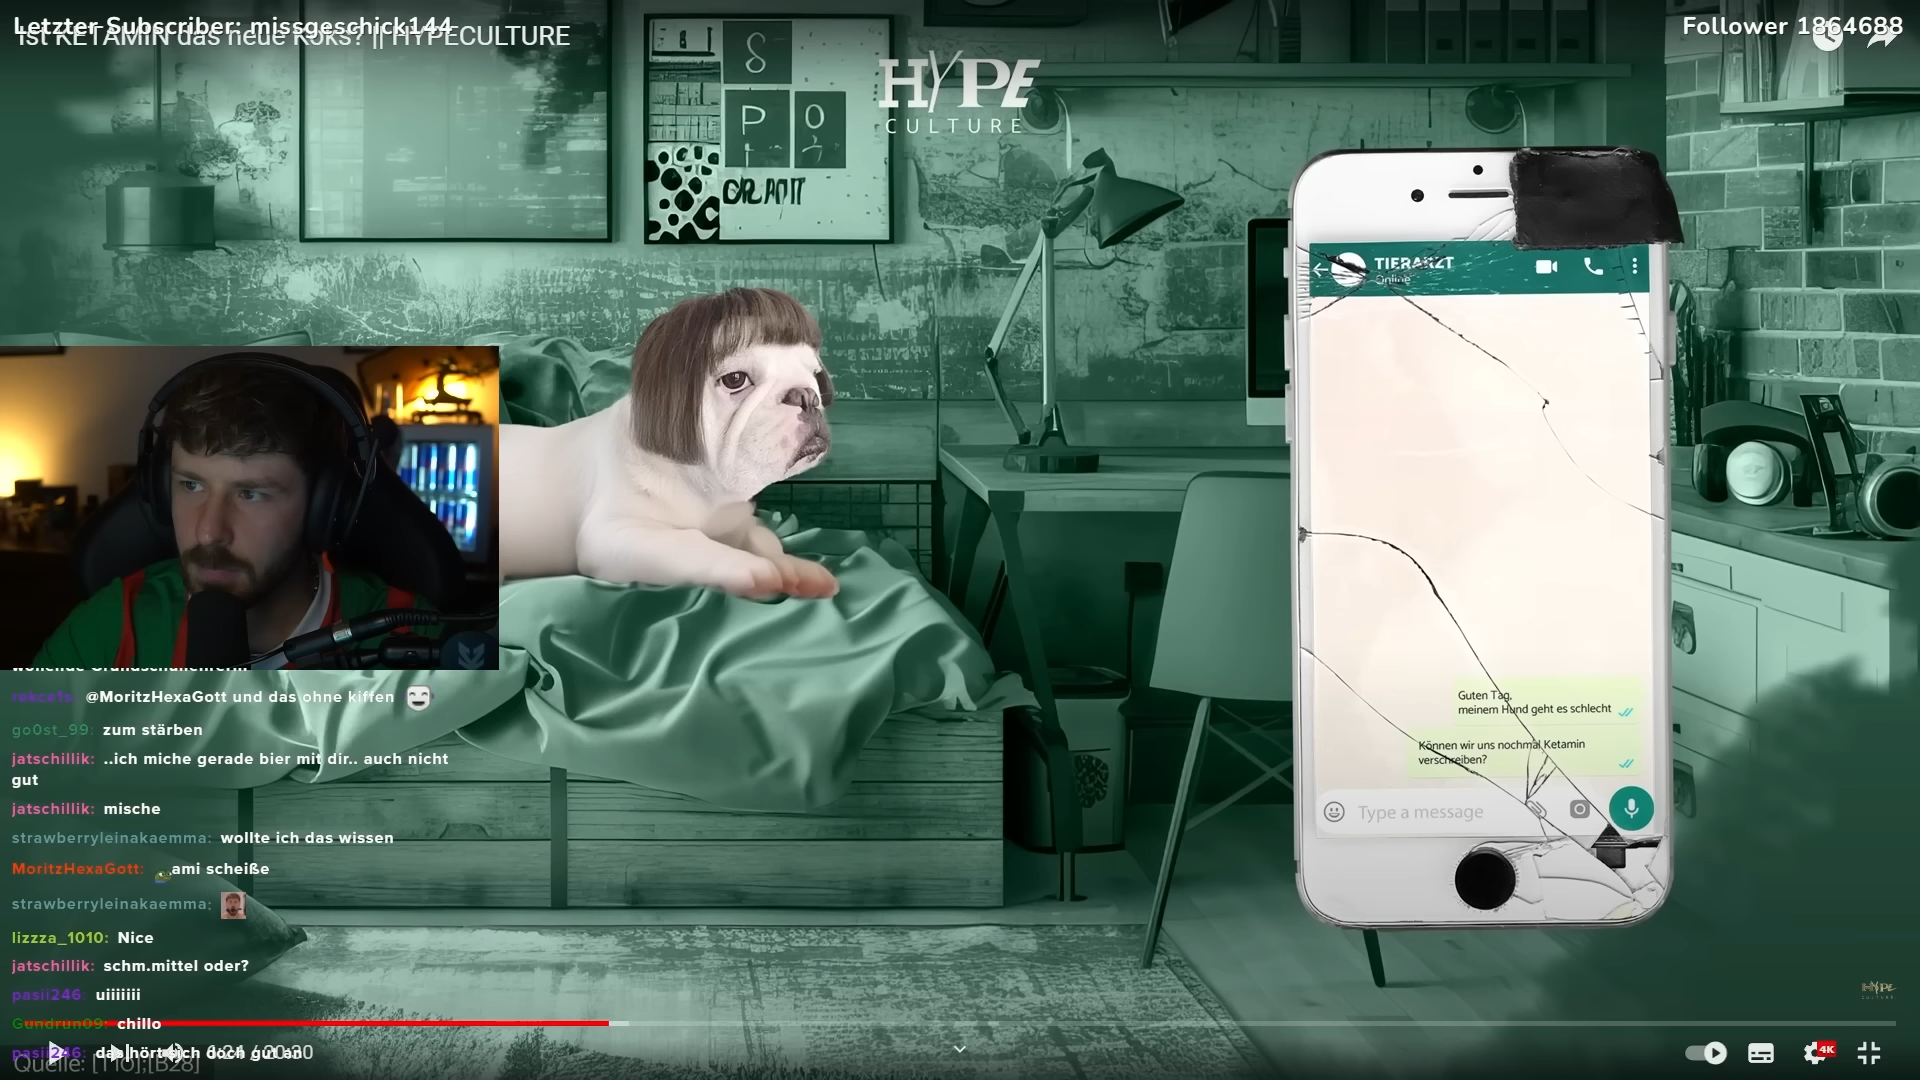 Letzter Subscriber: missgeschick144
Ist KETAMIN das neue Koks? || HYPECULTURE
Follower 1864688
HYPE
CULTURE
S
P O
TIERARZT
Online
Guten Tag,
meinem Hund geht es schlecht
Können wir uns nochmal Ketamin
verschreiben?
Type a message
rekcefs: @MoritzHexaGott und das ohne kiffen
go0st_99: zum stärben
jatschillik: ..ich miche gerade bier mit dir.. auch nicht
gut
jatschillik: mische
strawberryleinakaemma: wollte ich das wissen
MoritzHexaGott: ami scheiße
strawberryleinakaemma:
lizzza_1010: Nice
jatschillik: schm.mittel oder?
pasii246: uiiiiiii
Gundrun09: chillo
pasii246: das hört sich doch gut an
Quelle: [T10];[B28]
HYPE
CULTURE
4K